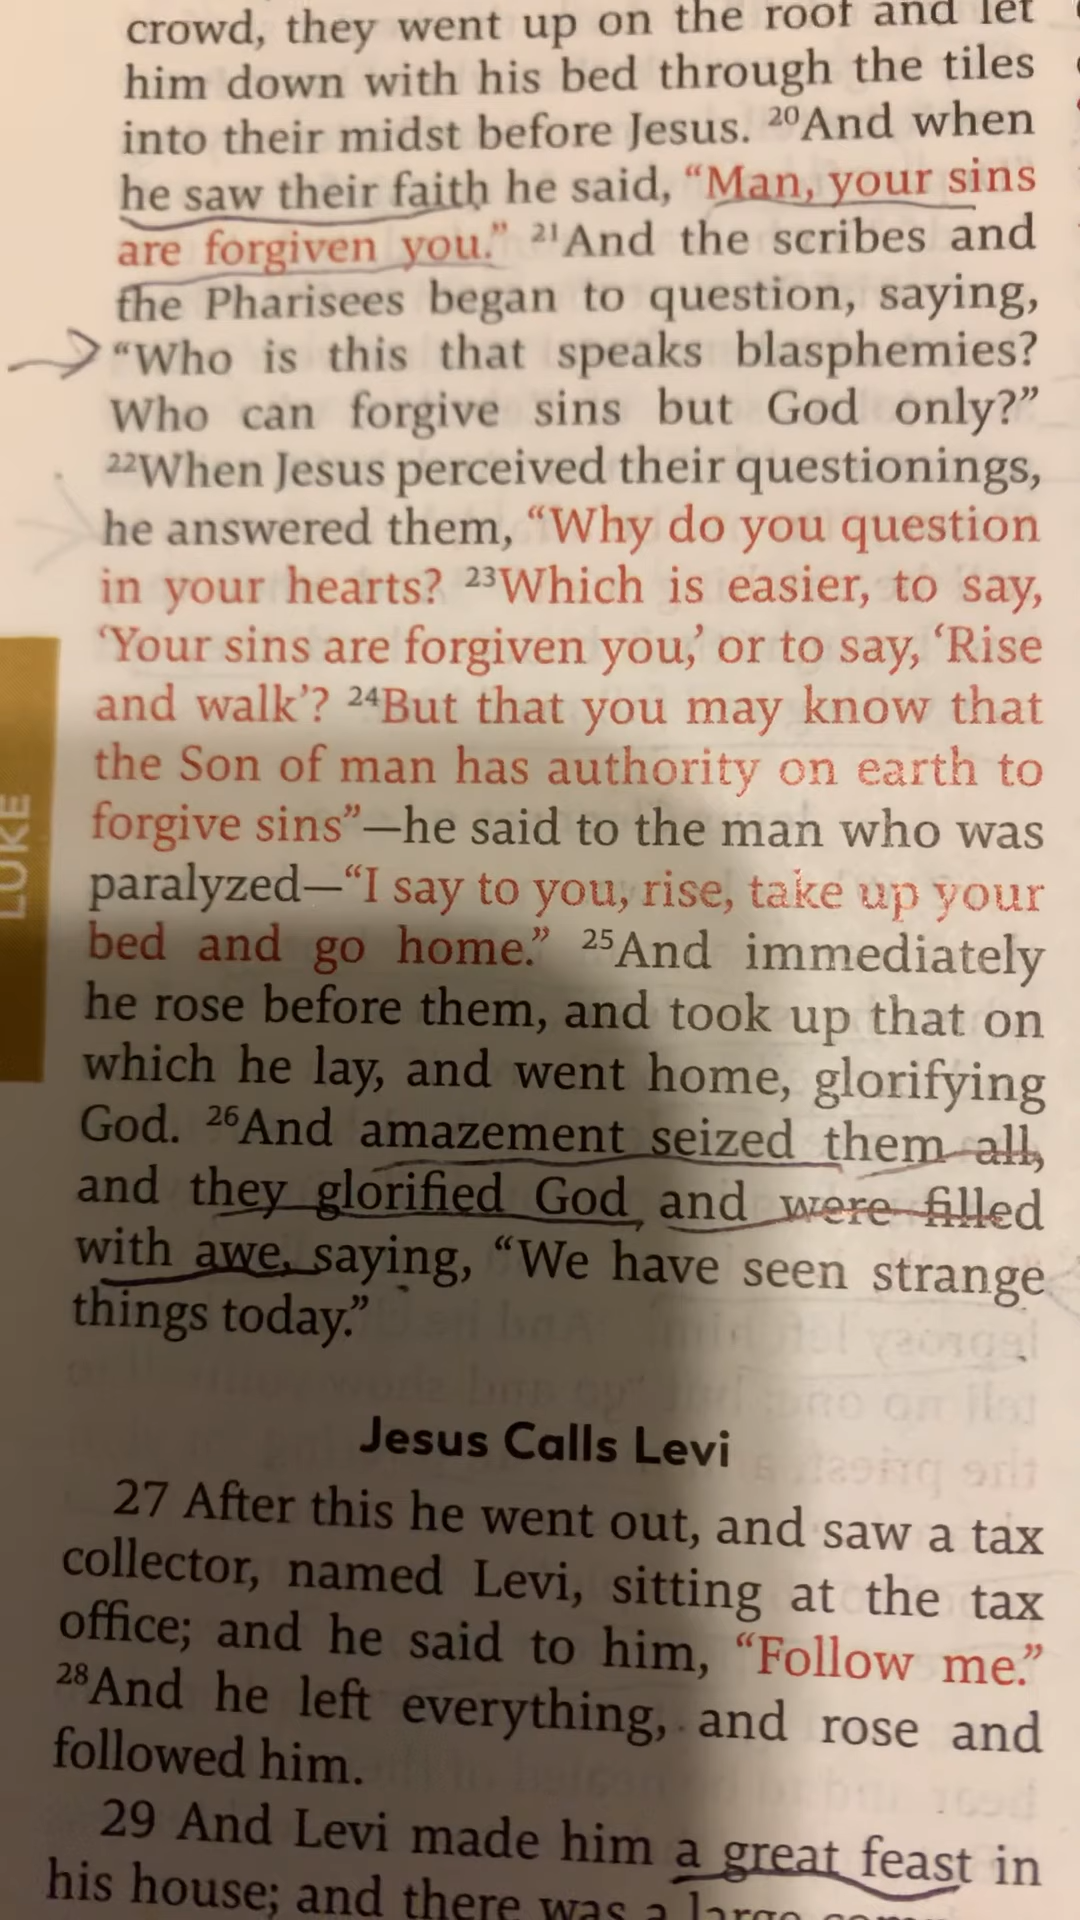 crowd, they went up on the roof and let
him down with his bed through the tiles
into their midst before Jesus. ²⁰And when
he saw their faith he said, “Man, your sins
are forgiven you.” ²¹And the scribes and
the Pharisees began to question, saying,
“Who is this that speaks blasphemies?
Who can forgive sins but God only?”
²²When Jesus perceived their questionings,
he answered them, “Why do you question
in your hearts? ²³Which is easier, to say,
‘Your sins are forgiven you,’ or to say, ‘Rise
and walk’? ²⁴But that you may know that
the Son of man has authority on earth to
forgive sins”—he said to the man who was
paralyzed—“I say to you, rise, take up your
bed and go home.” ²⁵And immediately
he rose before them, and took up that on
which he lay, and went home, glorifying
God. ²⁶And amazement seized them all,
and they glorified God and were filled
with awe, saying, “We have seen strange
things today.”
Jesus Calls Levi
27 After this he went out, and saw a tax
collector, named Levi, sitting at the tax
office; and he said to him, “Follow me.”
²⁸And he left everything, and rose and
followed him.
29 And Levi made him a great feast in
his house; and there was a large
LUKE